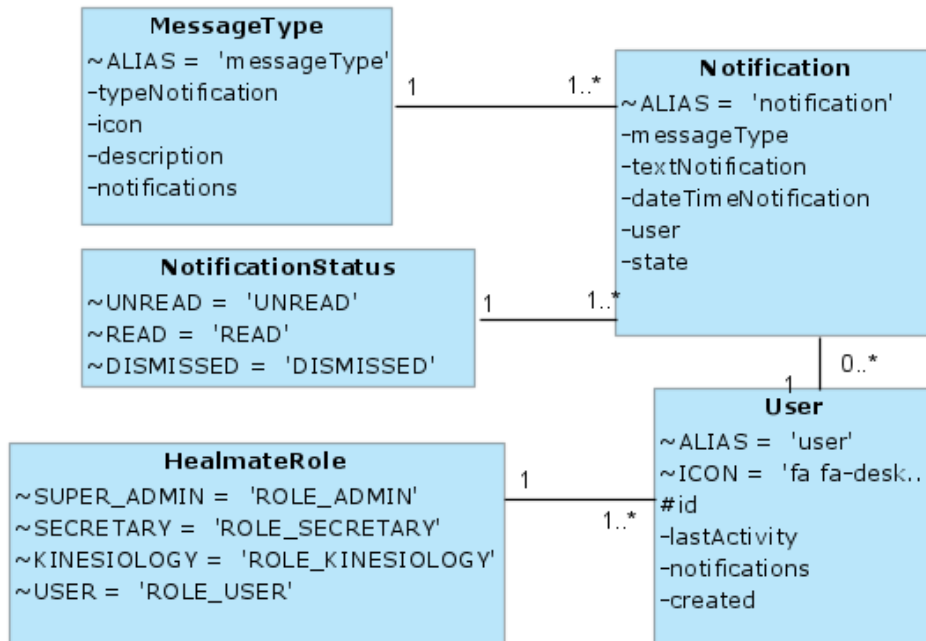 MessageType
~ALIAS = 'messageType'
-typeNotification
-icon
-description
-notifications
1
1..*
Notification
~ALIAS = 'notification'
-messageType
-textNotification
-dateTimeNotification
-user
-state
NotificationStatus
~UNREAD = 'UNREAD'
~READ = 'READ'
~DISMISSED = 'DISMISSED'
1
1..*
0..*
1
HealmateRole
~SUPER_ADMIN = 'ROLE_ADMIN'
~SECRETARY = 'ROLE_SECRETARY'
~KINESIOLOGY = 'ROLE_KINESIOLOGY'
~USER = 'ROLE_USER'
1
1..*
User
~ALIAS = 'user'
~ICON = 'fa fa-desk..
#id
-lastActivity
-notifications
-created